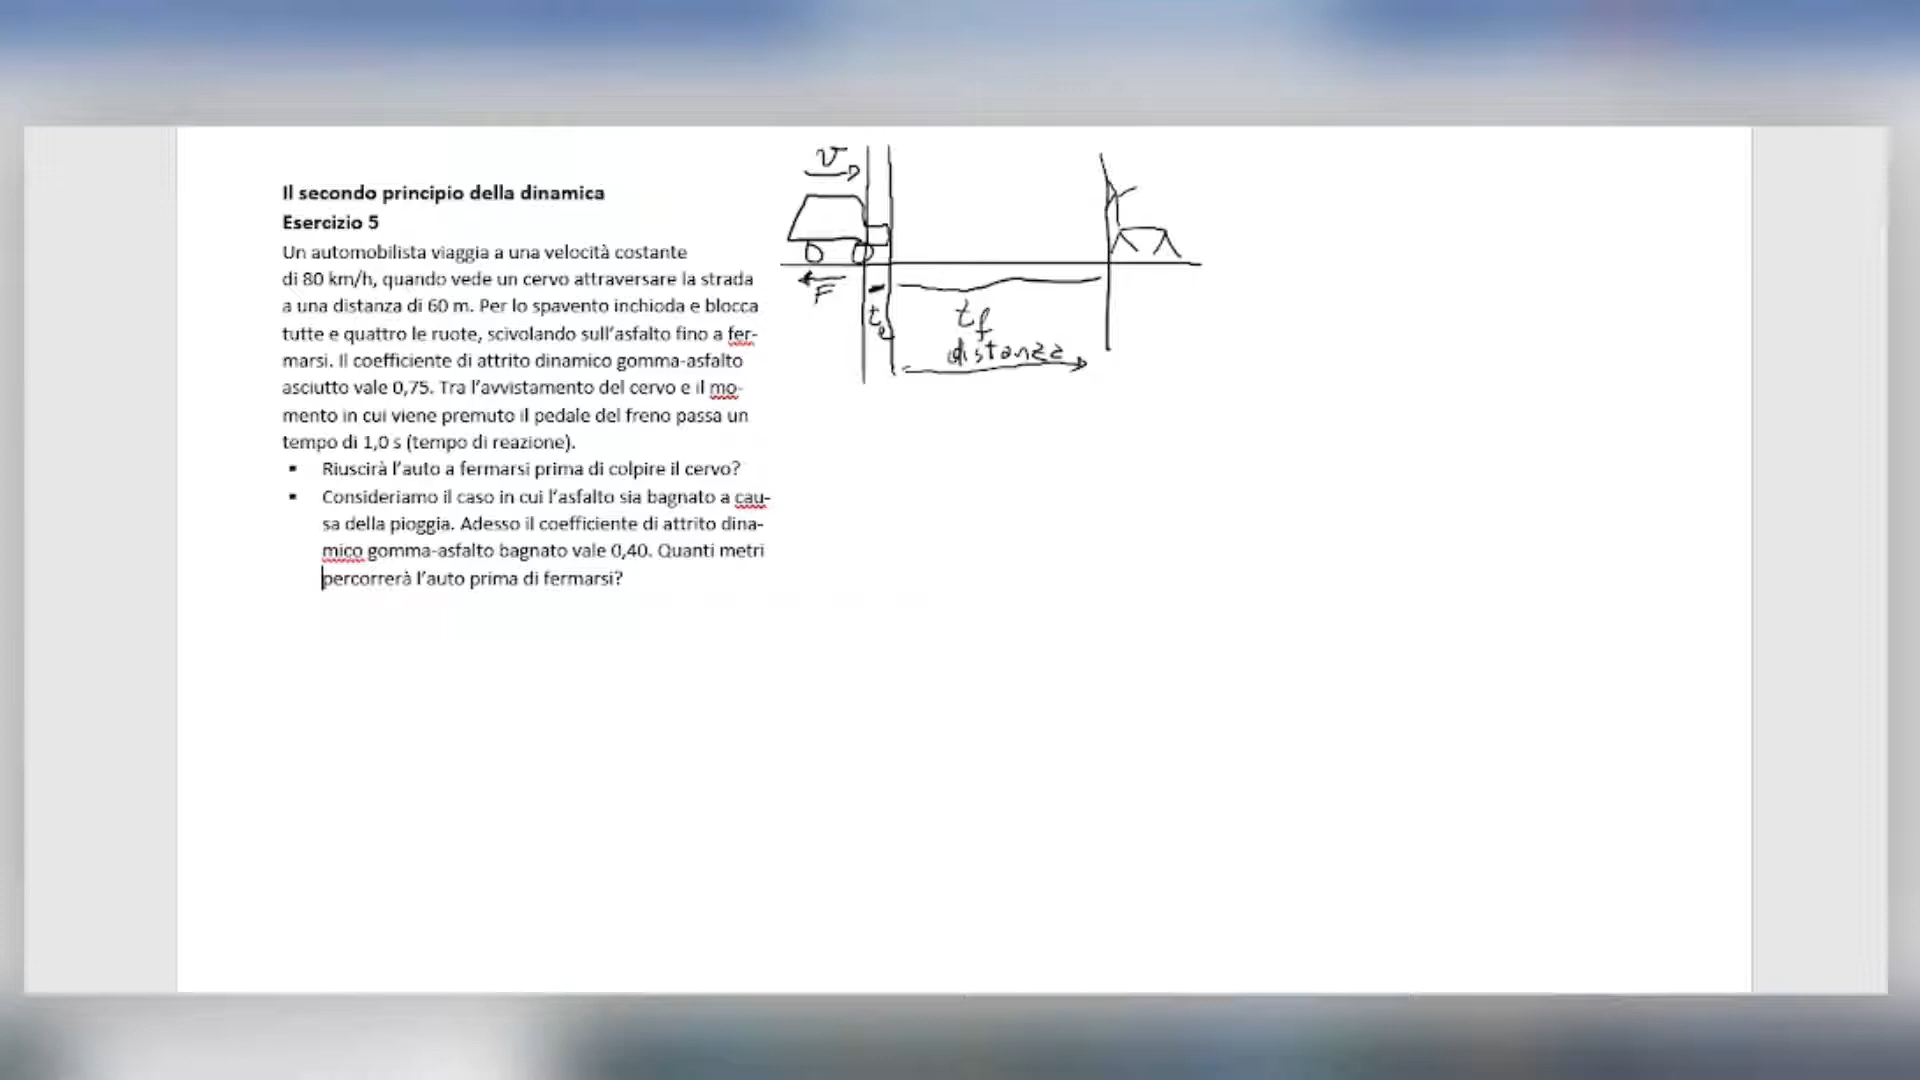 Il secondo principio della dinamica
Esercizio 5
Un automobilista viaggia a una velocità costante
di 80 km/h, quando vede un cervo attraversare la strada
a una distanza di 60 m. Per lo spavento inchioda e blocca
tutte e quattro le ruote, scivolando sull'asfalto fino a fer-
marsi. Il coefficiente di attrito dinamico gomma-asfalto
asciutto vale 0,75. Tra l'avvistamento del cervo e il mo-
mento in cui viene premuto il pedale del freno passa un
tempo di 1,0 s (tempo di reazione).
▪ Riuscirà l'auto a fermarsi prima di colpire il cervo?
▪ Consideriamo il caso in cui l'asfalto sia bagnato a cau-
sa della pioggia. Adesso il coefficiente di attrito dina-
mico gomma-asfalto bagnato vale 0,40. Quanti metri
percorrerà l'auto prima di fermarsi?
v
F
t
tf
distanza